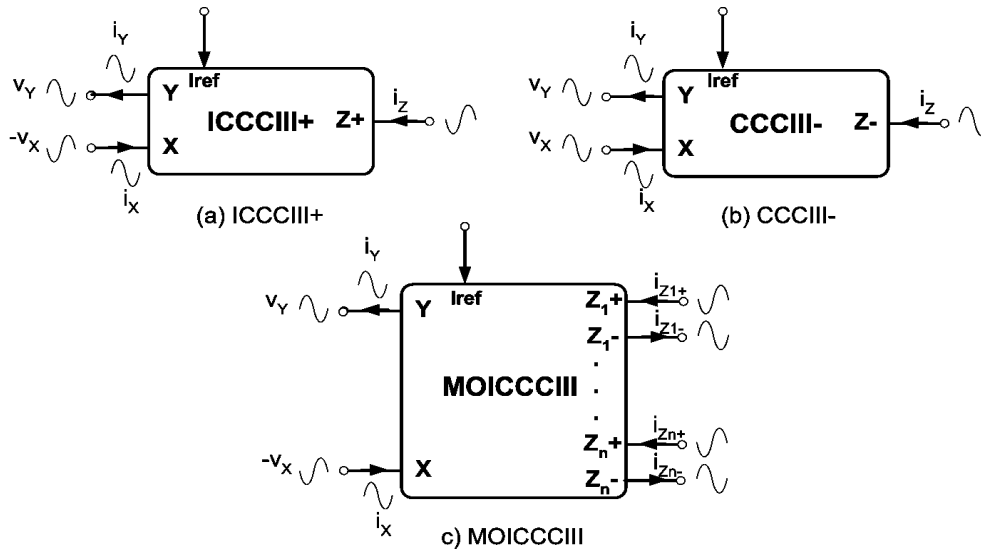 i_Y
v_Y
Iref
Y
ICCCIII+
Z+
i_Z
-v_X
X
i_X
(a) ICCCIII+
i_Y
v_Y
Iref
Y
CCCIII-
Z-
i_Z
v_X
X
i_X
(b) CCCIII-
i_Y
v_Y
Iref
Y
Z_1+
i_Z1+
Z_1-
i_Z1-
MOICCCIII
Z_n+
i_Zn+
-v_X
X
Z_n-
i_Zn-
i_X
c) MOICCCIII